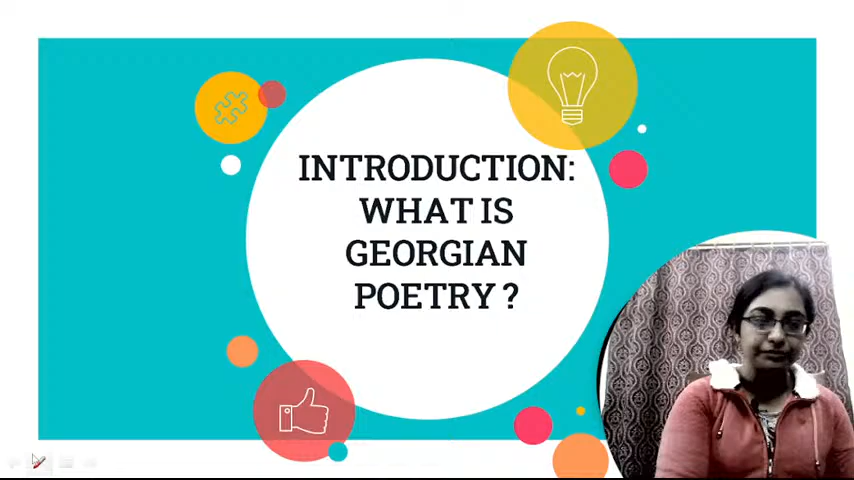 INTRODUCTION:
WHAT IS
GEORGIAN
POETRY ?